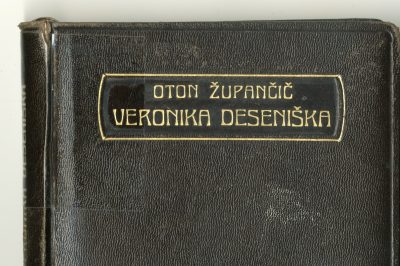 OTON ŽUPANČIČ
VERONIKA DESENIŠKA